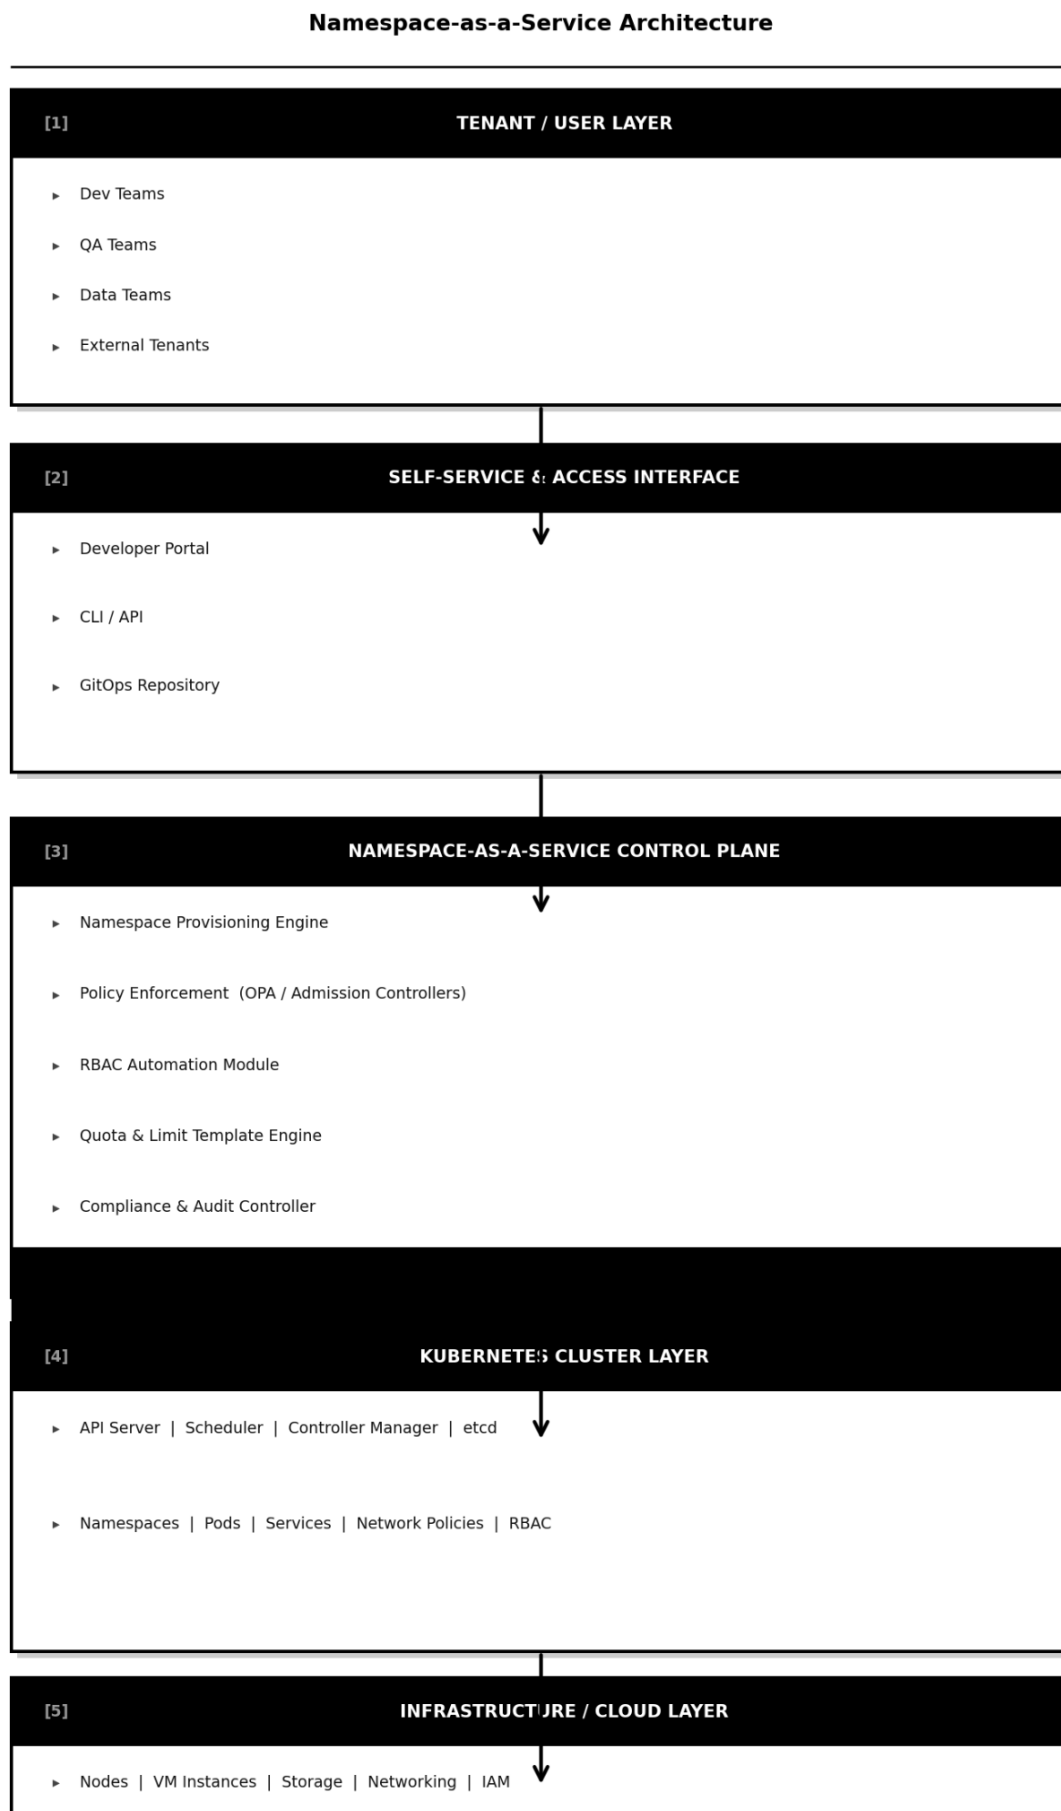 Namespace-as-a-Service Architecture
[1] TENANT / USER LAYER
▸ Dev Teams
▸ QA Teams
▸ Data Teams
▸ External Tenants
[2] SELF-SERVICE & ACCESS INTERFACE
▸ Developer Portal
▸ CLI / API
▸ GitOps Repository
[3] NAMESPACE-AS-A-SERVICE CONTROL PLANE
▸ Namespace Provisioning Engine
▸ Policy Enforcement (OPA / Admission Controllers)
▸ RBAC Automation Module
▸ Quota & Limit Template Engine
▸ Compliance & Audit Controller
[4] KUBERNETES CLUSTER LAYER
▸ API Server | Scheduler | Controller Manager | etcd
▸ Namespaces | Pods | Services | Network Policies | RBAC
[5] INFRASTRUCTURE / CLOUD LAYER
▸ Nodes | VM Instances | Storage | Networking | IAM